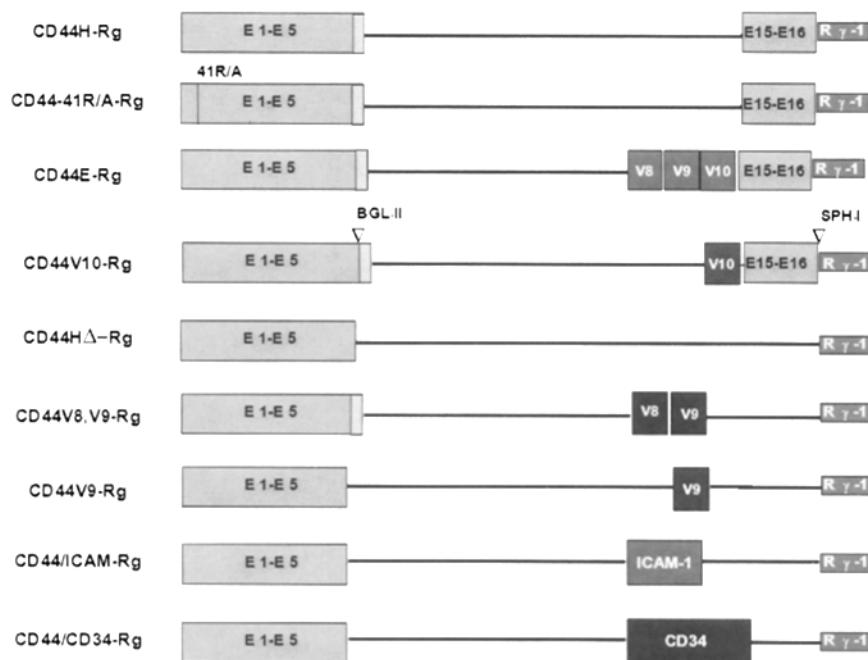 CD44H-Rg E 1-E 5 E15-E16 R γ-1
41R/A
CD44-41R/A-Rg E 1-E 5 E15-E16 R γ-1
CD44E-Rg E 1-E 5 V8 V9 V10 E15-E16 R γ-1
BGL II SPH-I
CD44V10-Rg E 1-E 5 V10 E15-E16 R γ-1
CD44HΔ-Rg E 1-E 5 R γ-1
CD44V8,V9-Rg E 1-E 5 V8 V9 R γ-1
CD44V9-Rg E 1-E 5 V9 R γ-1
CD44/ICAM-Rg E 1-E 5 ICAM-1 R γ-1
CD44/CD34-Rg E 1-E 5 CD34 R γ-1